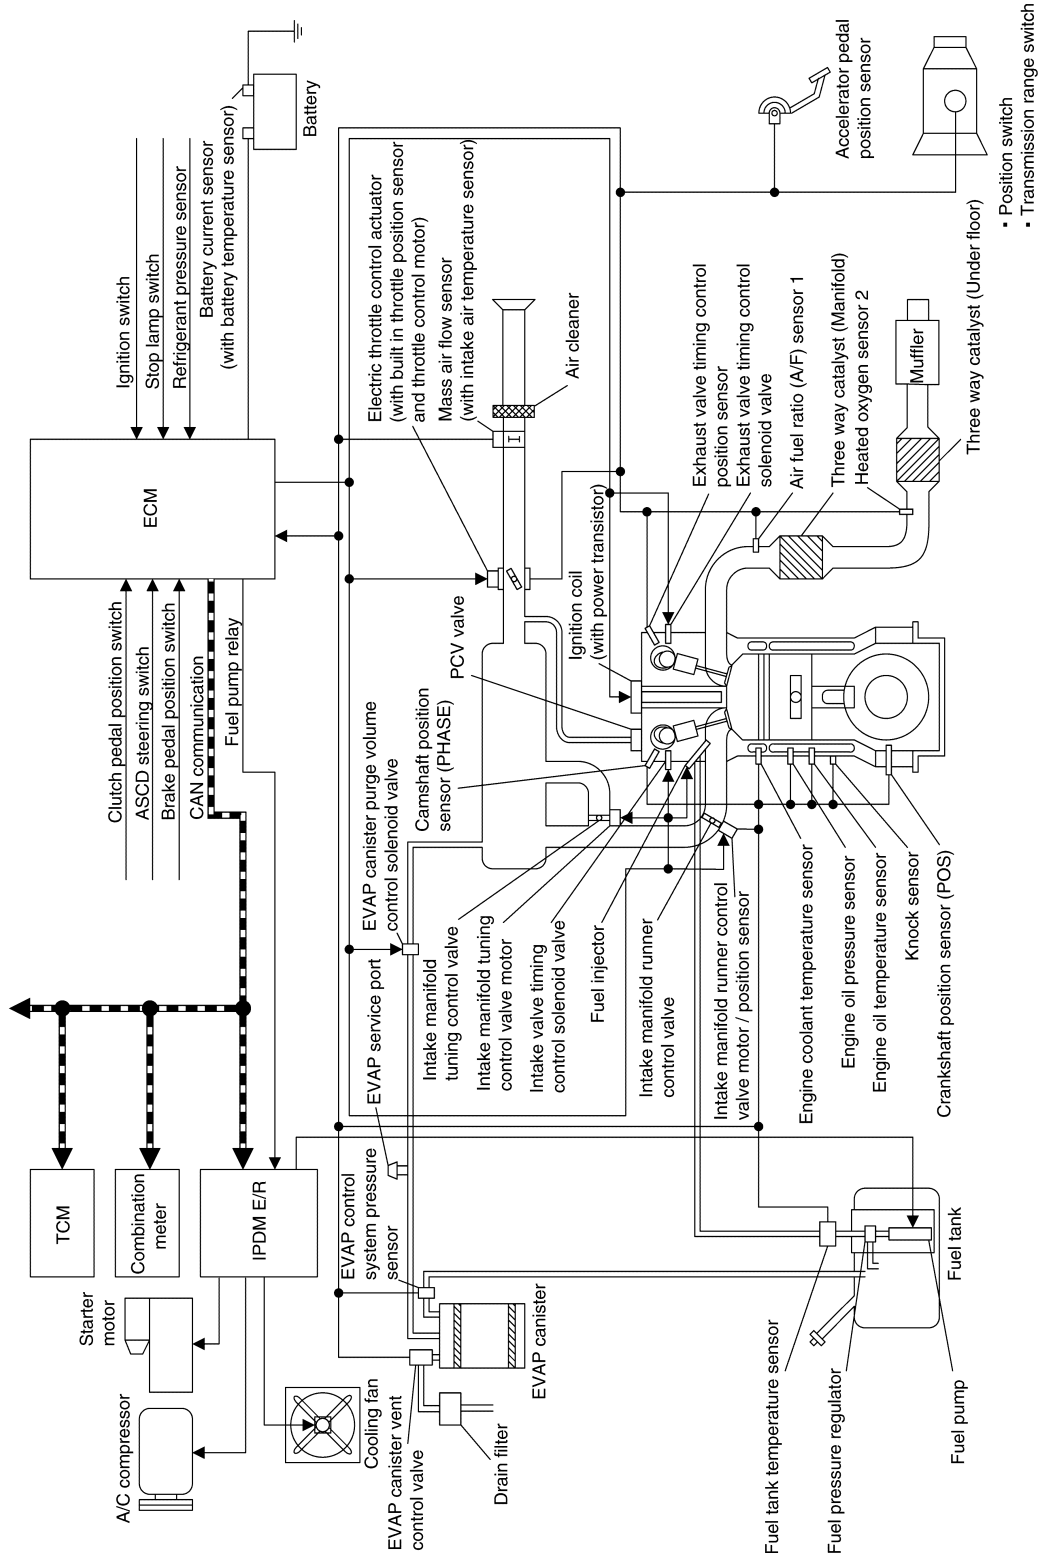 A/C compressor
Starter
motor
TCM
Combination
meter
IPDM E/R
Cooling fan
EVAP canister vent
control valve
Drain filter
EVAP control
system pressure
sensor
EVAP canister
EVAP service port
EVAP canister purge volume
control solenoid valve
Clutch pedal position switch
ASCD steering switch
Brake pedal position switch
CAN communication
Fuel pump relay
ECM
Ignition switch
Stop lamp switch
Refrigerant pressure sensor
Battery current sensor
(with battery temperature sensor)
Battery
Electric throttle control actuator
(with built in throttle position sensor
and throttle control motor)
Mass air flow sensor
(with intake air temperature sensor)
Air cleaner
Camshaft position
sensor (PHASE)
PCV valve
Ignition coil
(with power transistor)
Intake manifold
tuning control valve
Intake manifold tuning
control valve motor
Intake valve timing
control solenoid valve
Fuel injector
Intake manifold runner
control valve
Intake manifold runner control
valve motor / position sensor
Engine coolant temperature sensor
Engine oil pressure sensor
Engine oil temperature sensor
Knock sensor
Crankshaft position sensor (POS)
Exhaust valve timing control
position sensor
Exhaust valve timing control
solenoid valve
Air fuel ratio (A/F) sensor 1
Three way catalyst (Manifold)
Heated oxygen sensor 2
Muffler
Three way catalyst (Under floor)
Accelerator pedal
position sensor
▪ Position switch
▪ Transmission range switch
Fuel tank temperature sensor
Fuel pressure regulator
Fuel tank
Fuel pump